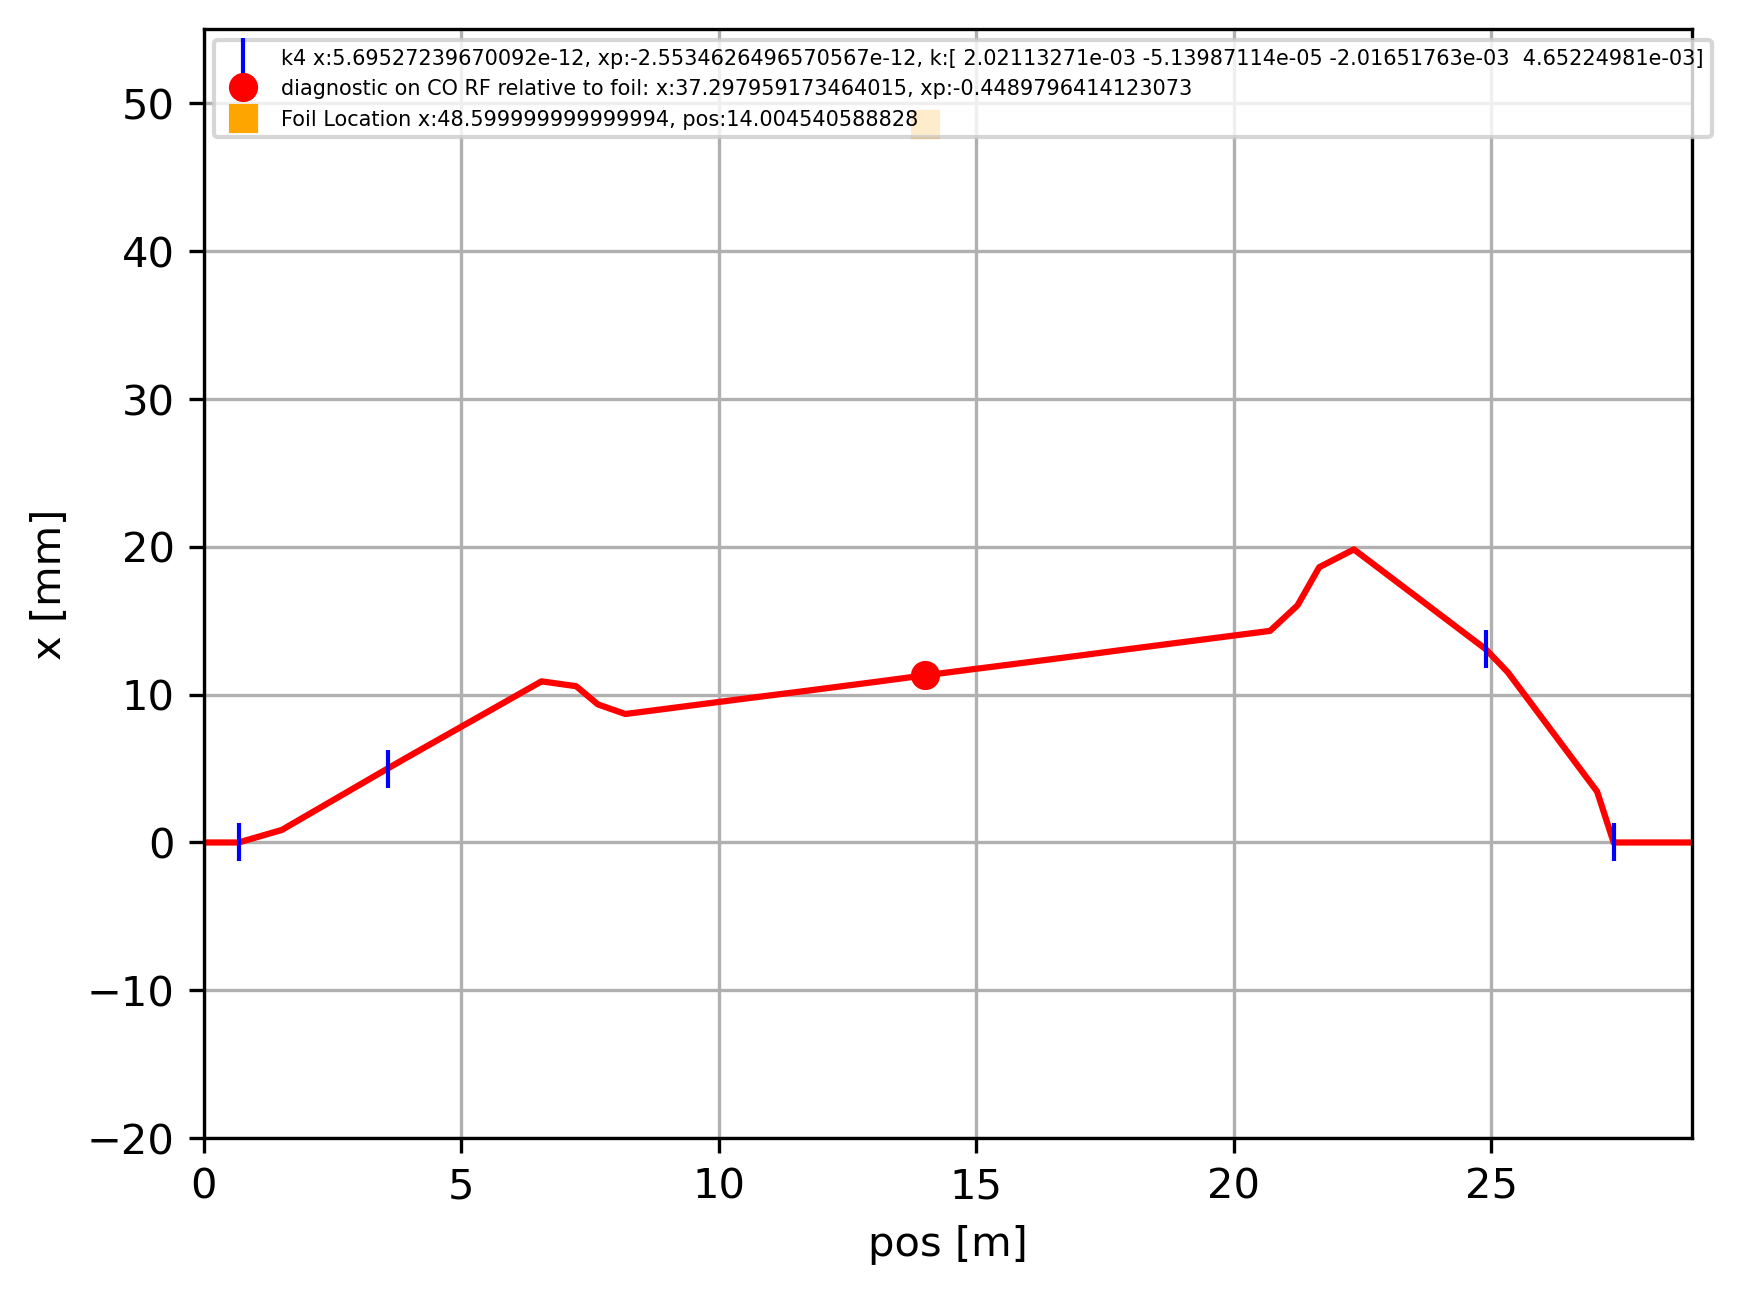 k4 x:5.69527239670092e-12, xp:-2.5534626496570567e-12, k:[ 2.02113271e-03 -5.13987114e-05 -2.01651763e-03  4.65224981e-03]
diagnostic on CO RF relative to foil: x:37.297959173464015, xp:-0.4489796414123073
Foil Location x:48.599999999999994, pos:14.004540588828
50
40
30
20
10
0
−10
−20
x [mm]
0 5 10 15 20 25
pos [m]